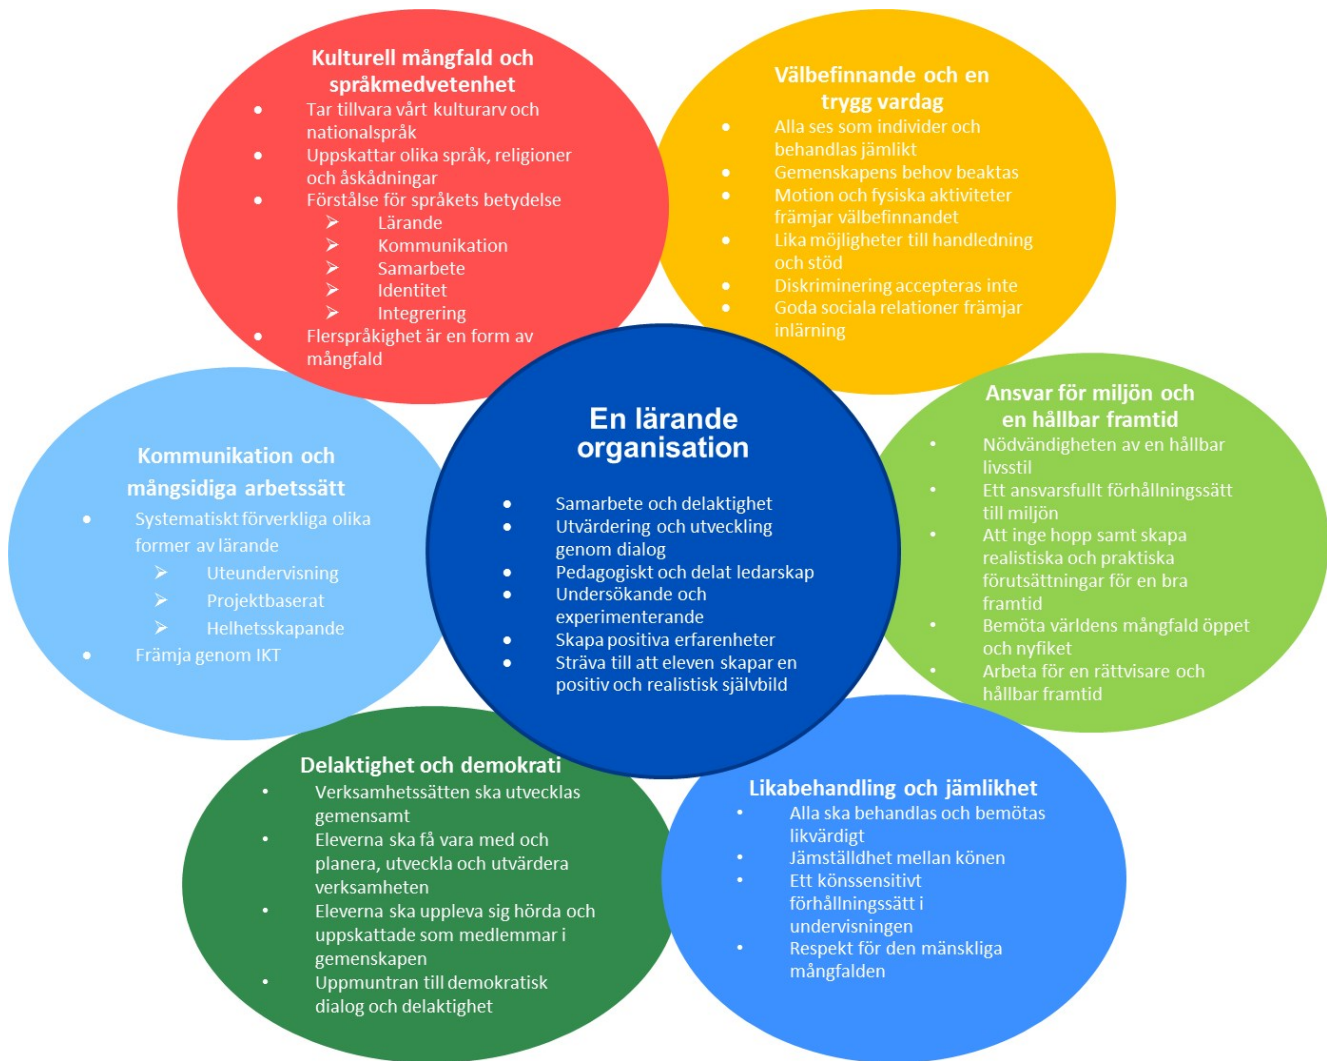 Kulturell mångfald och
språkmedvetenhet
• Tar tillvara vårt kulturarv och
nationalspråk
• Uppskattar olika språk, religioner
och åskådningar
• Förstålse för språkets betydelse
➢ Lärande
➢ Kommunikation
➢ Samarbete
➢ Identitet
➢ Integrering
• Flerspråkighet är en form av
mångfald
Välbefinnande och en
trygg vardag
• Alla ses som individer och
behandlas jämlikt
• Gemenskapens behov beaktas
• Motion och fysiska aktiviteter
främjar välbefinnandet
• Lika möjligheter till handledning
och stöd
• Diskriminering accepteras inte
• Goda sociala relationer främjar
inlärning
Kommunikation och
mångsidiga arbetssätt
• Systematiskt förverkliga olika
former av lärande
➢ Uteundervisning
➢ Projektbaserat
➢ Helhetsskapande
• Främja genom IKT
En lärande
organisation
• Samarbete och delaktighet
• Utvärdering och utveckling
genom dialog
• Pedagogiskt och delat ledarskap
• Undersökande och
experimenterande
• Skapa positiva erfarenheter
• Sträva till att eleven skapar en
positiv och realistisk självbild
Ansvar för miljön och
en hållbar framtid
• Nödvändigheten av en hållbar
livsstil
• Ett ansvarsfullt förhållningssätt
till miljön
• Att inge hopp samt skapa
realistiska och praktiska
förutsättningar för en bra
framtid
• Bemöta världens mångfald öppet
och nyfiket
• Arbeta för en rättvisare och
hållbar framtid
Delaktighet och demokrati
• Verksamhetssätten ska utvecklas
gemensamt
• Eleverna ska få vara med och
planera, utveckla och utvärdera
verksamheten
• Eleverna ska uppleva sig hörda och
uppskattade som medlemmar i
gemenskapen
• Uppmuntran till demokratisk
dialog och delaktighet
Likabehandling och jämlikhet
• Alla ska behandlas och bemötas
likvärdigt
• Jämställdhet mellan könen
• Ett könssensitivt
förhållningssätt i
undervisningen
• Respekt för den mänskliga
mångfalden